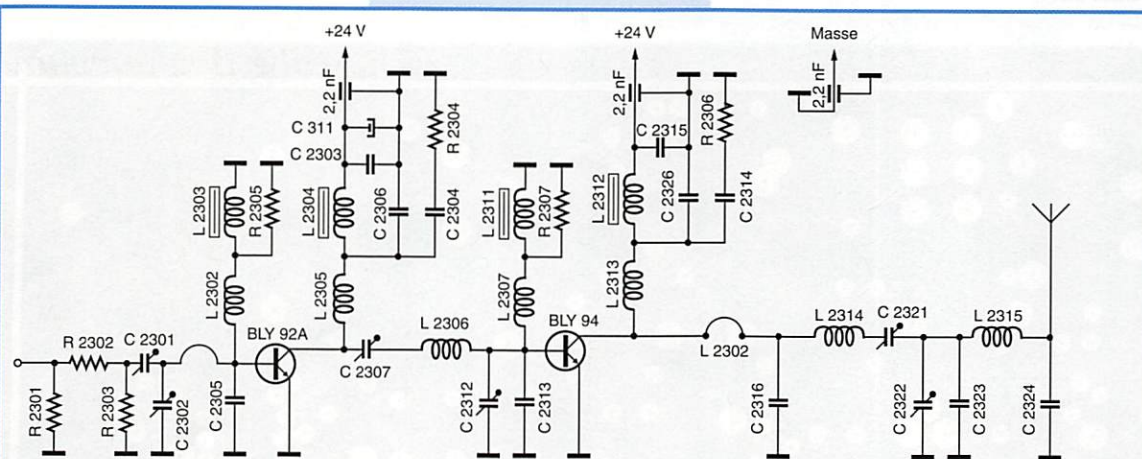 +24 V
+24 V
Masse
2,2 nF
2,2 nF
2,2 nF
C 311
C 2303
R 2304
C 2315
R 2306
L 2303
R 2305
L 2304
C 2306
C 2304
L 2311
R 2307
L 2312
C 2326
C 2314
L 2302
L 2305
L 2307
L 2313
R 2302
C 2301
BLY 92A
L 2306
BLY 94
L 2314
C 2321
L 2315
C 2307
L 2302
R 2301
R 2303
C 2302
C 2305
C 2312
C 2313
C 2316
C 2322
C 2323
C 2324